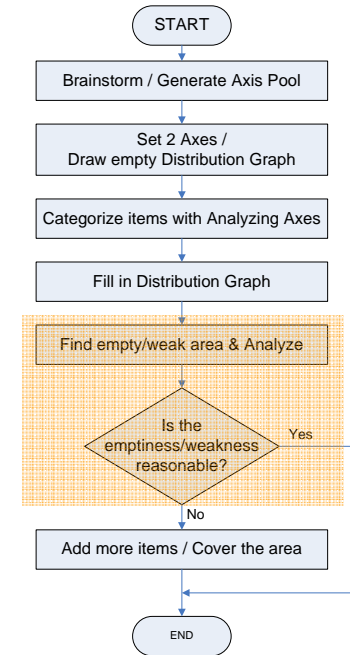 START
Brainstorm / Generate Axis Pool
Set 2 Axes /
Draw empty Distribution Graph
Categorize items with Analyzing Axes
Fill in Distribution Graph
Find empty/weak area & Analyze
Is the
emptiness/weakness
reasonable?
Yes
No
Add more items / Cover the area
END